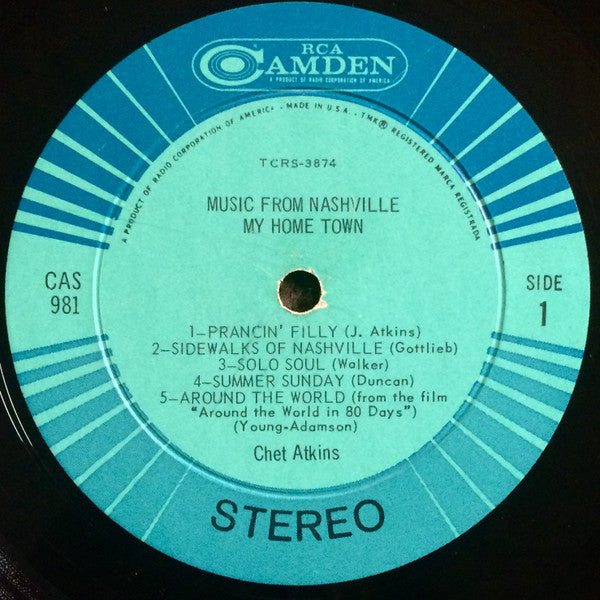 RCA
CAMDEN
A PRODUCT OF RADIO CORPORATION OF AMERICA
A PRODUCT OF RADIO CORPORATION OF AMERICA - MADE IN U.S.A. - TMK® REGISTERED MARCA REGISTRADA
TCRS-3874
MUSIC FROM NASHVILLE
MY HOME TOWN
CAS
981
SIDE
1
1—PRANCIN' FILLY (J. Atkins)
2—SIDEWALKS OF NASHVILLE (Gottlieb)
3—SOLO SOUL (Walker)
4—SUMMER SUNDAY (Duncan)
5—AROUND THE WORLD (from the film
"Around the World in 80 Days")
(Young-Adamson)
Chet Atkins
STEREO